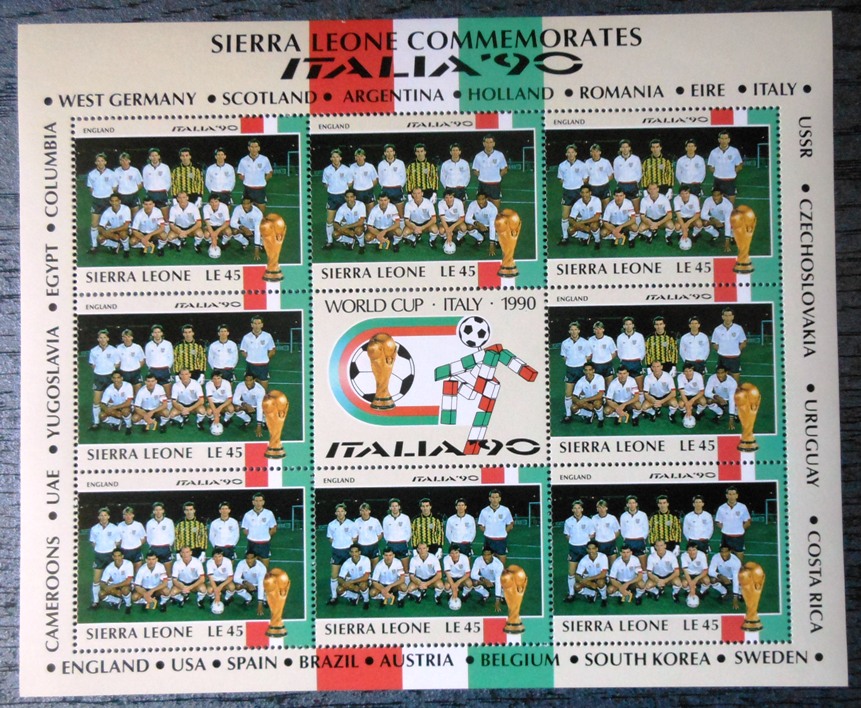 SIERRA LEONE COMMEMORATES
ITALIA'90
• WEST GERMANY • SCOTLAND • ARGENTINA • HOLLAND • ROMANIA • EIRE • ITALY •
CAMEROONS • UAE • YUGOSLAVIA • EGYPT • COLUMBIA
USSR • CZECHOSLOVAKIA • URUGUAY • COSTA RICA
ENGLAND ITALIA'90
SIERRA LEONE LE 45
ENGLAND ITALIA'90
SIERRA LEONE LE 45
ENGLAND ITALIA'90
SIERRA LEONE LE 45
ENGLAND ITALIA'90
SIERRA LEONE LE 45
WORLD CUP · ITALY · 1990
ITALIA'90
ENGLAND ITALIA'90
SIERRA LEONE LE 45
ENGLAND ITALIA'90
SIERRA LEONE LE 45
ENGLAND ITALIA'90
SIERRA LEONE LE 45
ENGLAND ITALIA'90
SIERRA LEONE LE 45
• ENGLAND • USA • SPAIN • BRAZIL • AUSTRIA • BELGIUM • SOUTH KOREA • SWEDEN •